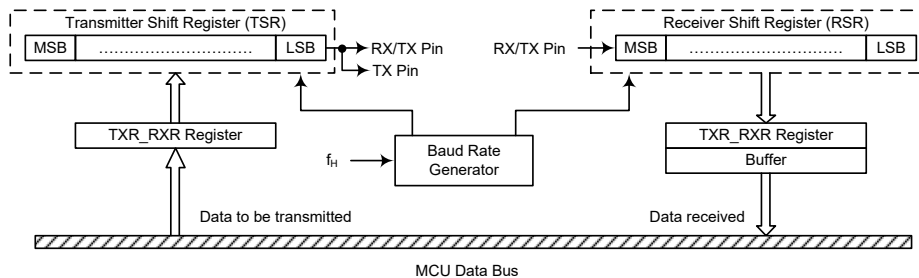 Transmitter Shift Register (TSR)
MSB ………………………… LSB
RX/TX Pin
TX Pin
Receiver Shift Register (RSR)
RX/TX Pin
MSB ………………………… LSB
TXR_RXR Register
fH
Baud Rate
Generator
TXR_RXR Register
Buffer
Data to be transmitted
Data received
MCU Data Bus